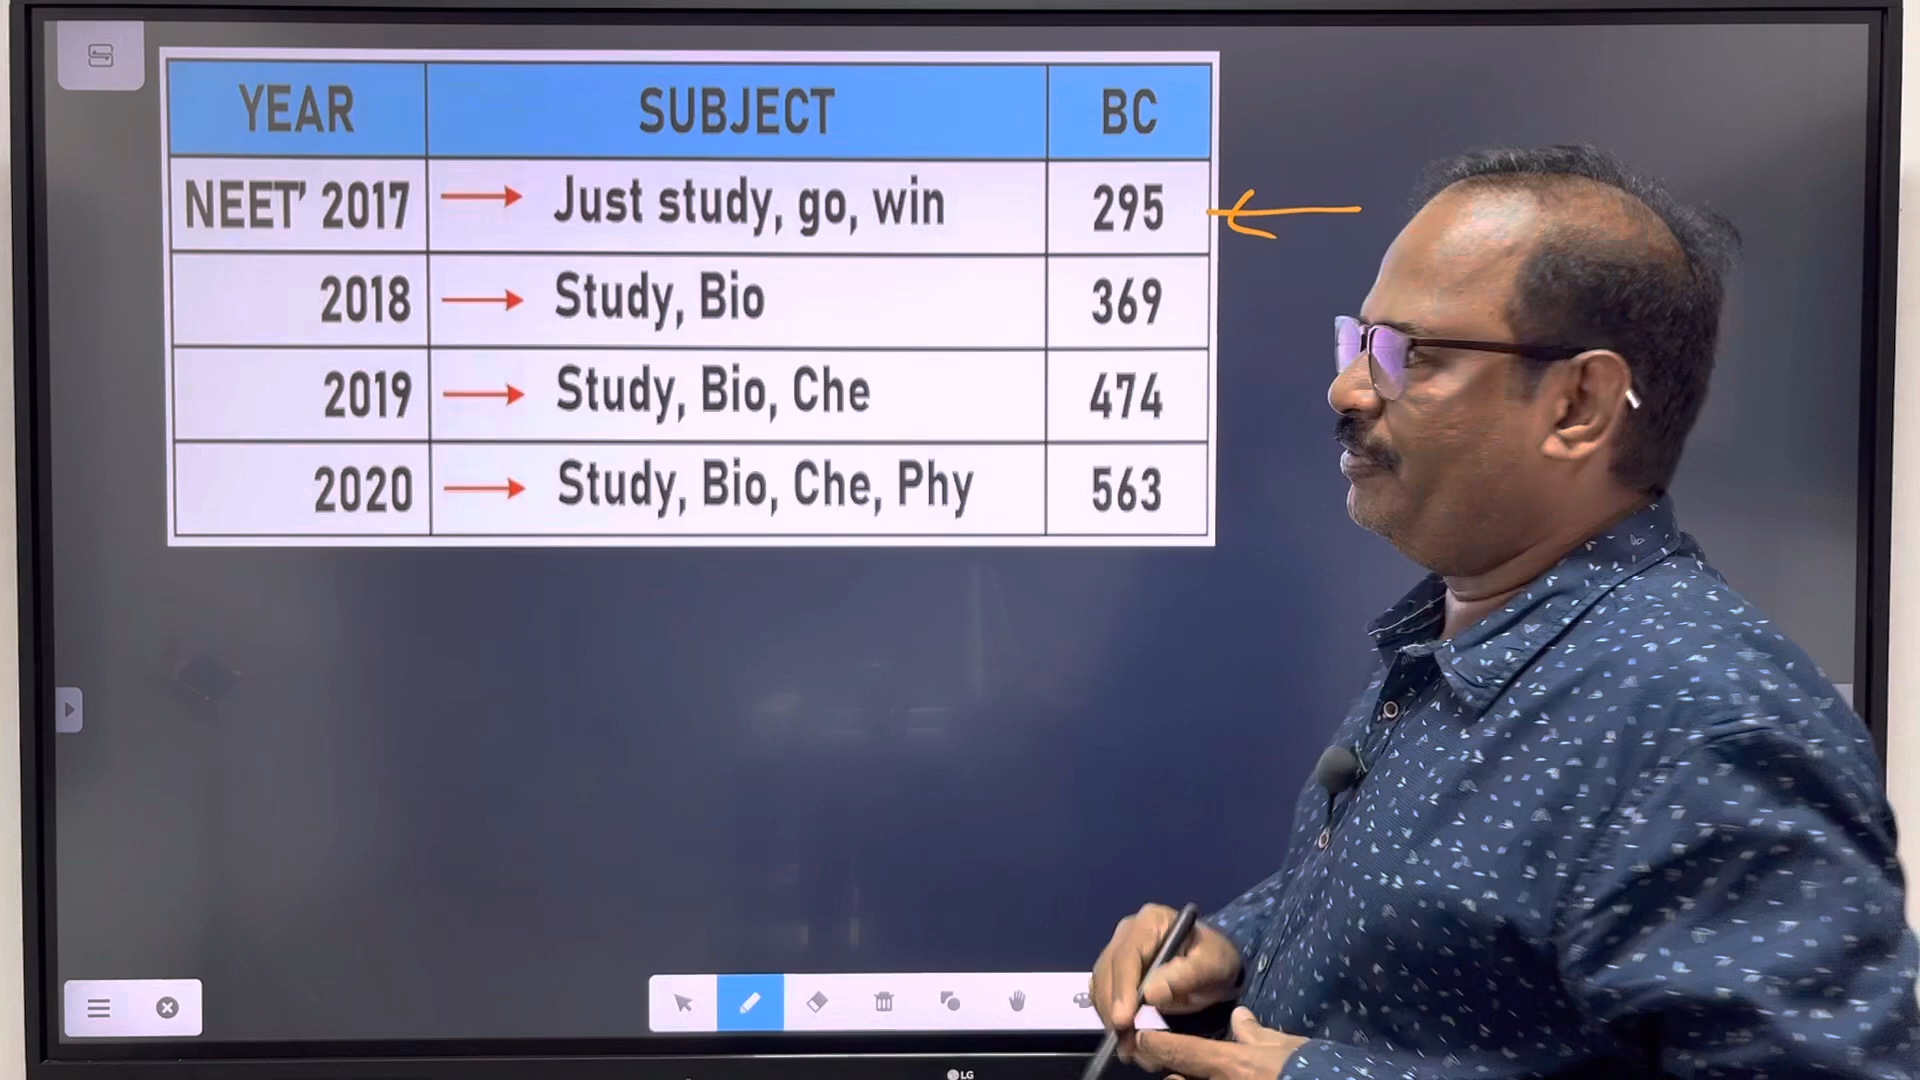 YEAR SUBJECT BC
NEET' 2017 Just study, go, win 295
2018 Study, Bio 369
2019 Study, Bio, Che 474
2020 Study, Bio, Che, Phy 563
LG